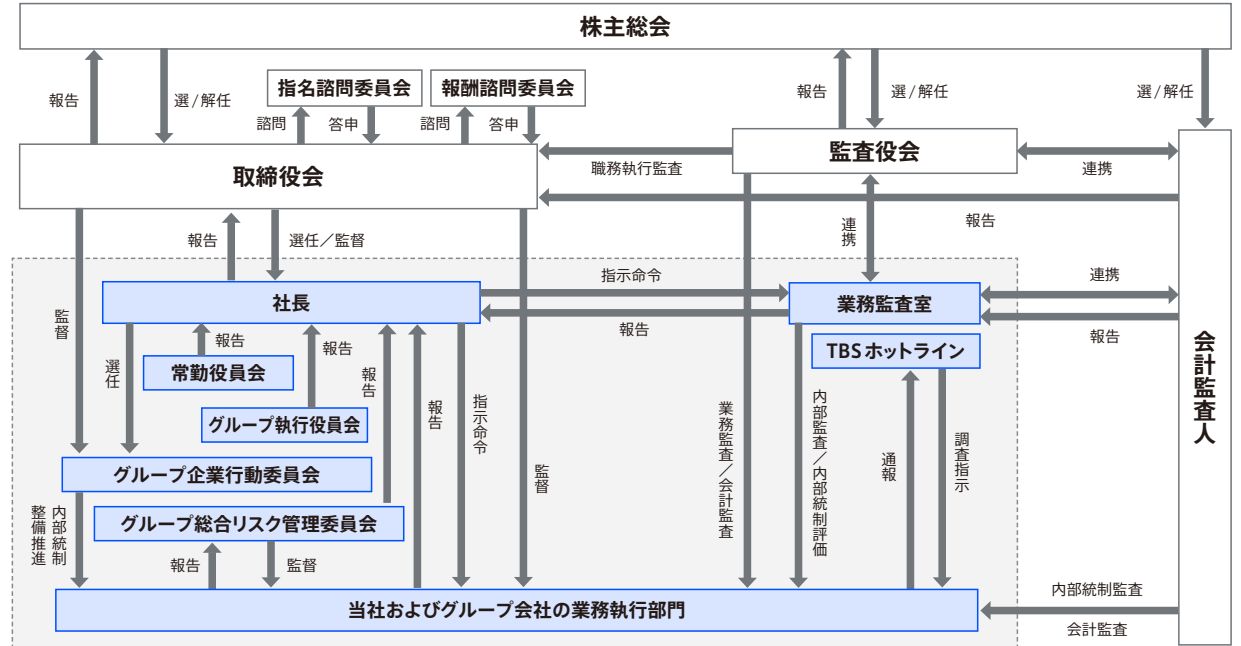 株主総会
報告
選/解任
指名諮問委員会
報酬諮問委員会
報告
選/解任
選/解任
諮問
答申
諮問
答申
取締役会
監査役会
職務執行監査
連携
報告
報告
選任／監督
連携
社長
指示命令
報告
業務監査室
連携
報告
会計監査人
監督
選任
報告
常勤役員会
報告
グループ執行役員会
報告
報告
指示命令
監督
TBSホットライン
業務監査／会計監査
内部監査／内部統制評価
通報
調査指示
グループ企業行動委員会
内部統制
整備推進
グループ総合リスク管理委員会
報告
監督
当社およびグループ会社の業務執行部門
内部統制監査
会計監査